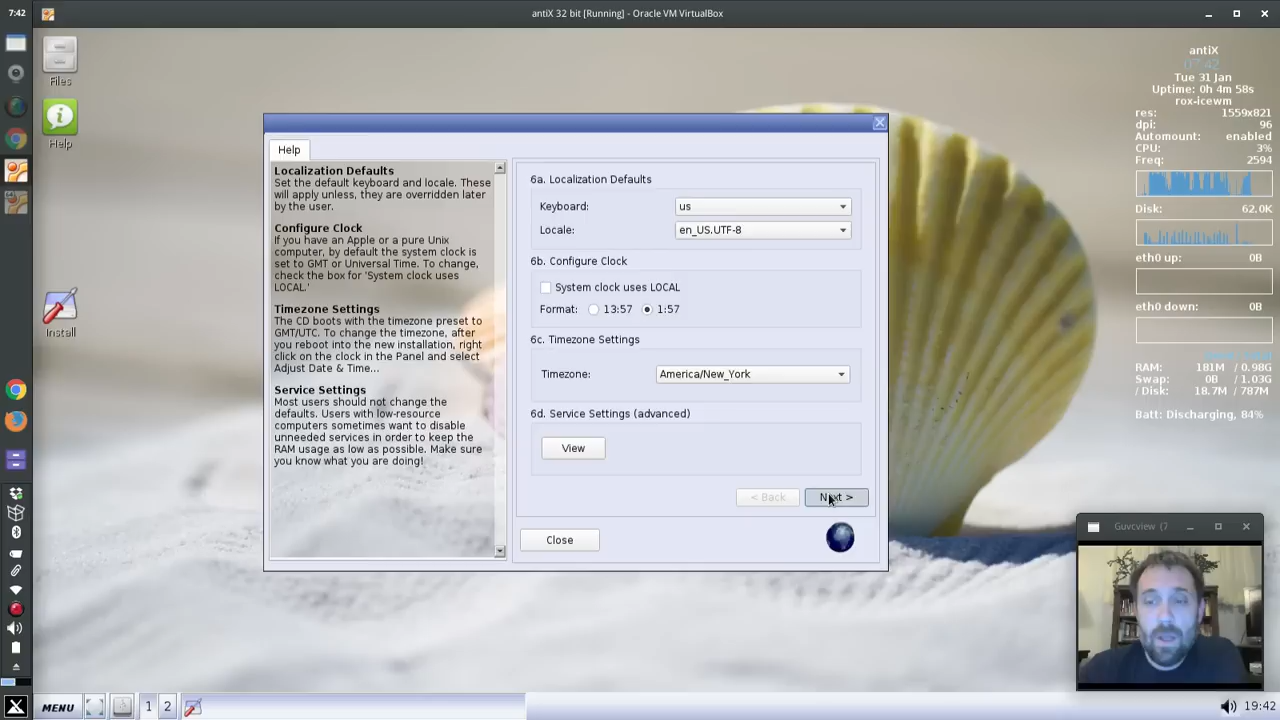 7:42
antiX 32 bit [Running] - Oracle VM VirtualBox
Files
Help
Install
antiX
07:42
Tue 31 Jan
Uptime: 0h 4m 58s
rox-icewm
res: 1559x821
dpi: 96
Automount: enabled
CPU: 3%
Freq: 2594
Disk: 62.0K
eth0 up: 0B
eth0 down: 0B
RAM: 181M / 0.98G
Swap: 0B / 1.03G
/ Disk: 18.7M / 787M
Batt: Discharging, 84%
Help
Localization Defaults
Set the default keyboard and locale. These
will apply unless, they are overridden later
by the user.
Configure Clock
If you have an Apple or a pure Unix
computer, by default the system clock is
set to GMT or Universal Time. To change,
check the box for 'System clock uses
LOCAL.'
Timezone Settings
The CD boots with the timezone preset to
GMT/UTC. To change the timezone, after
you reboot into the new installation, right
click on the clock in the Panel and select
Adjust Date & Time...
Service Settings
Most users should not change the
defaults. Users with low-resource
computers sometimes want to disable
unneeded services in order to keep the
RAM usage as low as possible. Make sure
you know what you are doing!
6a. Localization Defaults
Keyboard: us
Locale: en_US.UTF-8
6b. Configure Clock
System clock uses LOCAL
Format: 13:57 1:57
6c. Timezone Settings
Timezone: America/New_York
6d. Service Settings (advanced)
View
< Back Next >
Close
Guvcview (7
MENU 1 2
19:42